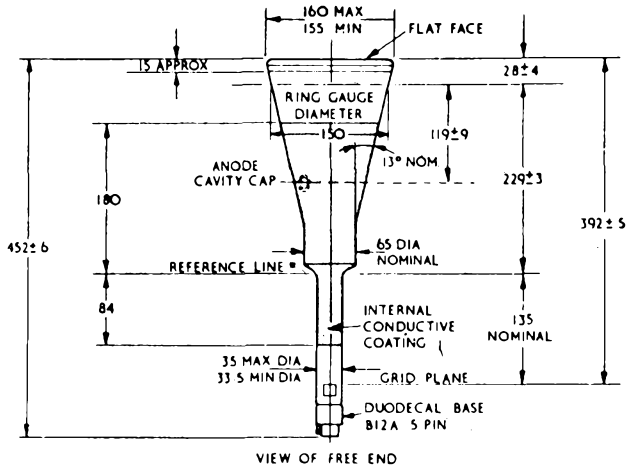 160 MAX
155 MIN
FLAT FACE
15 APPROX
28±4
RING GAUGE
DIAMETER
150
119±9
13° NOM.
ANODE
CAVITY CAP
180
229±3
392±5
452±6
65 DIA
NOMINAL
REFERENCE LINE
84
INTERNAL
CONDUCTIVE
COATING
135
NOMINAL
35 MAX DIA
33·5 MIN DIA
GRID PLANE
DUODECAL BASE
B12A 5 PIN
VIEW OF FREE END